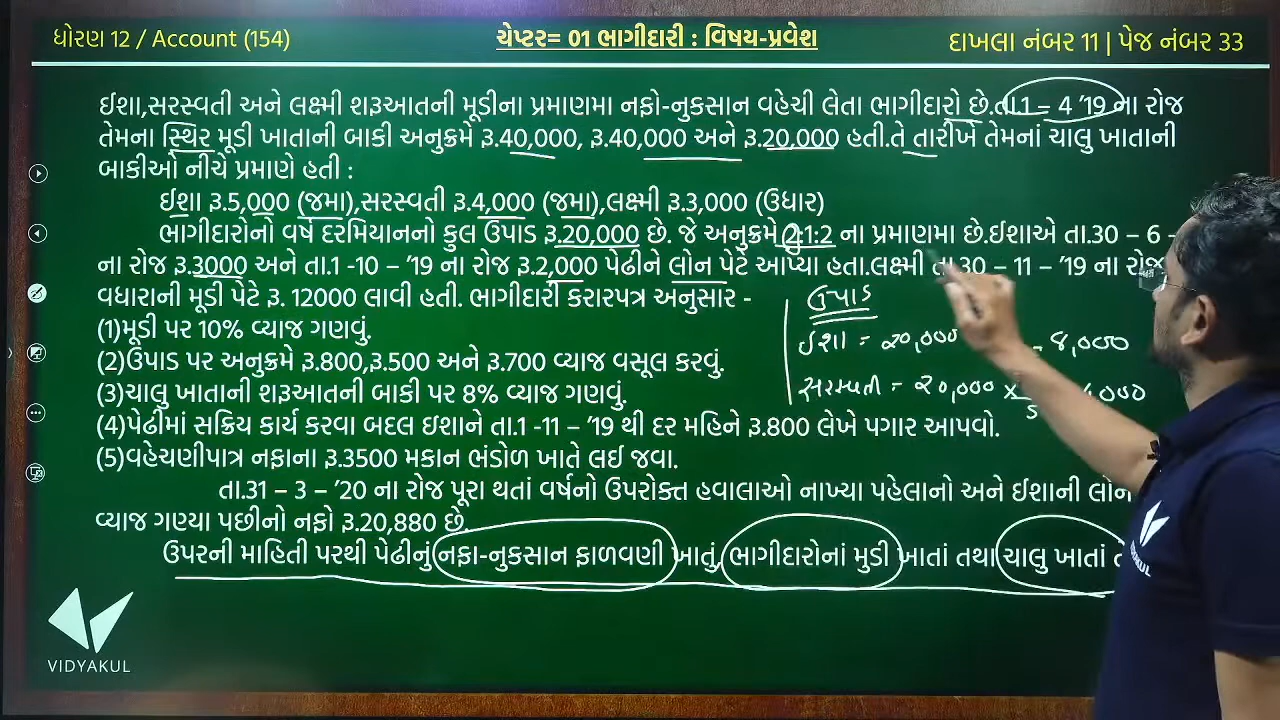 ધોરણ 12 / Account (154)
ચેપ્ટર= 01 ભાગીદારી : વિષય-પ્રવેશ
દાખલા નંબર 11 | પેજ નંબર 33
ઈશા,સરસ્વતી અને લક્ષ્મી શરૂઆતની મૂડીના પ્રમાણમા નફો-નુકસાન વહેચી લેતા ભાગીદારો છે.તા.1 – 4 ’19 ના રોજ
તેમના સ્થિર મૂડી ખાતાની બાકી અનુક્રમે રૂ.40,000, રૂ.40,000 અને રૂ.20,000 હતી.તે તારીખે તેમનાં ચાલુ ખાતાની
બાકીઓ નીચે પ્રમાણે હતી :
ઈશા રૂ.5,000 (જમા),સરસ્વતી રૂ.4,000 (જમા),લક્ષ્મી રૂ.3,000 (ઉધાર)
ભાગીદારોનો વર્ષ દરમિયાનનો કુલ ઉપાડ રૂ.20,000 છે. જે અનુક્રમે 2:1:2 ના પ્રમાણમા છે.ઈશાએ તા.30 – 6 -
ના રોજ રૂ.3000 અને તા.1 -10 – ’19 ના રોજ રૂ.2,000 પેઢીને લોન પેટે આપ્યા હતા.લક્ષ્મી તા.30 – 11 – ’19 ના રોજ
વધારાની મૂડી પેટે રૂ. 12000 લાવી હતી. ભાગીદારી કરારપત્ર અનુસાર -
ઉપાડ
(1)મૂડી પર 10% વ્યાજ ગણવું.
ઈશા = 20,000 = 8,000
(2)ઉપાડ પર અનુક્રમે રૂ.800,રૂ.500 અને રૂ.700 વ્યાજ વસૂલ કરવું.
સરસ્વતી = 20,000 × 5 000
(3)ચાલુ ખાતાની શરૂઆતની બાકી પર 8% વ્યાજ ગણવું.
(4)પેઢીમાં સક્રિય કાર્ય કરવા બદલ ઈશાને તા.1 -11 – ’19 થી દર મહિને રૂ.800 લેખે પગાર આપવો.
(5)વહેચણીપાત્ર નફાના રૂ.3500 મકાન ભંડોળ ખાતે લઈ જવા.
તા.31 – 3 – ’20 ના રોજ પૂરા થતાં વર્ષનો ઉપરોક્ત હવાલાઓ નાખ્યા પહેલાનો અને ઈશાની લોન
વ્યાજ ગણ્યા પછીનો નફો રૂ.20,880 છે.
ઉપરની માહિતી પરથી પેઢીનું નફા-નુકસાન ફાળવણી ખાતું, ભાગીદારોનાં મુડી ખાતાં તથા ચાલુ ખાતાં
VIDYAKUL